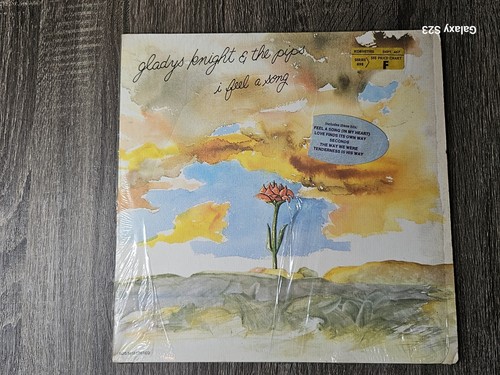 Galaxy S23
gladys knight & the pips
i feel a song
F
FEEL A SONG (IN MY HEART)
LOVE FINDS ITS OWN WAY
SECONDS
THE WAY WE WERE
TENDERNESS IS HIS WAY